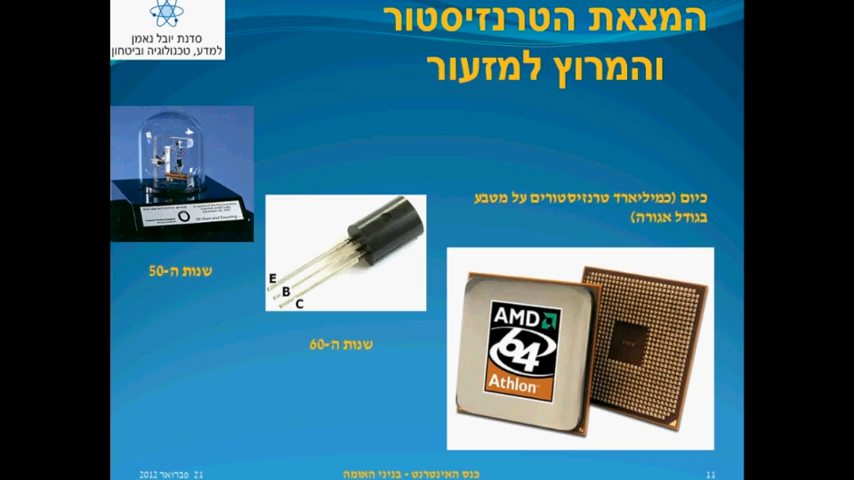 סדנת יובל נאמן
למדע, טכנולוגיה וביטחון
המצאת הטרנזיסטור
והמרוץ למזעור
שנות ה-50
E
B
C
שנות ה-60
כיום (כמיליארד טרנזיסטורים על מטבע
בגודל אגורה)
AMD
64
Athlon
21 פברואר 2012
כנס האינטרנט - בניני האומה
11